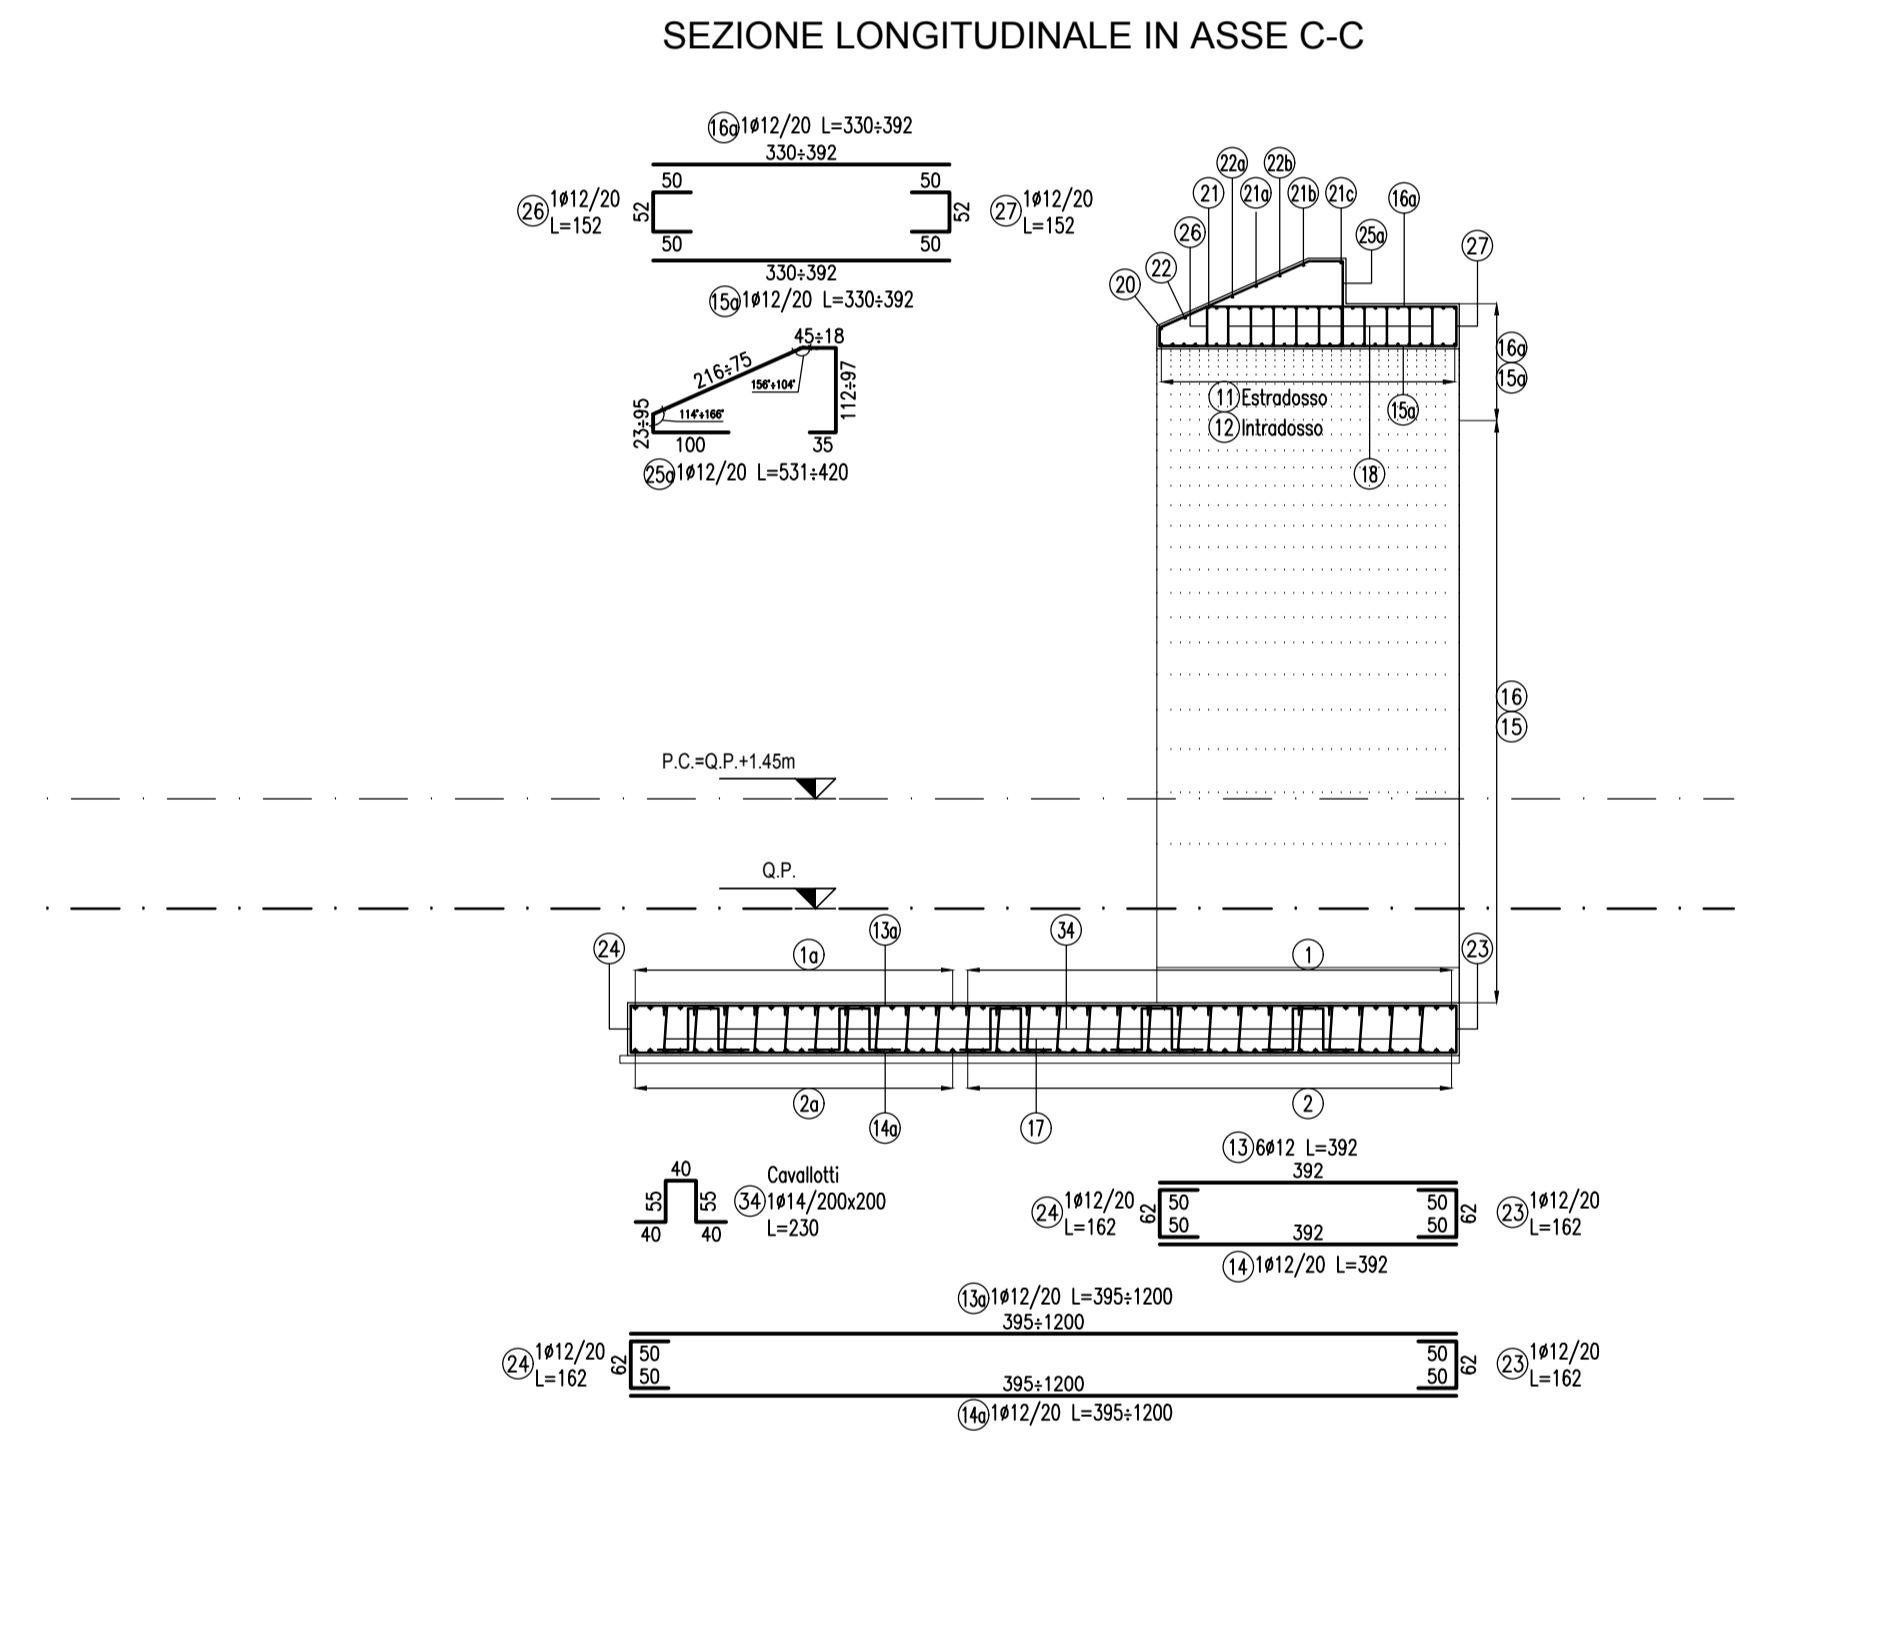 SEZIONE LONGITUDINALE IN ASSE C-C
16a 1ø12/20 L=330÷392
330÷392
50
50
26 1ø12/20
L=152
52
52
27 1ø12/20
L=152
50
50
330÷392
15a 1ø12/20 L=330÷392
45÷18
216÷75
156°÷104°
112÷97
114°÷166°
23÷95
100
35
25a 1ø12/20 L=531÷420
22a
22b
21
21a
21b
21c
16a
26
25a
27
22
20
16a
15a
11 Estradosso
12 Intradosso
15a
18
16
15
P.C.=Q.P.+1.45m
Q.P.
24
1a
13a
34
1
23
2a
14a
17
2
40
55
55
40
40
Cavallotti
34 1ø14/200x200
L=230
13 6ø12 L=392
392
24 1ø12/20
L=162
62
50
50
50
50
62
23 1ø12/20
L=162
392
14 1ø12/20 L=392
13a 1ø12/20 L=395÷1200
395÷1200
24 1ø12/20
L=162
62
50
50
50
50
62
23 1ø12/20
L=162
395÷1200
14a 1ø12/20 L=395÷1200